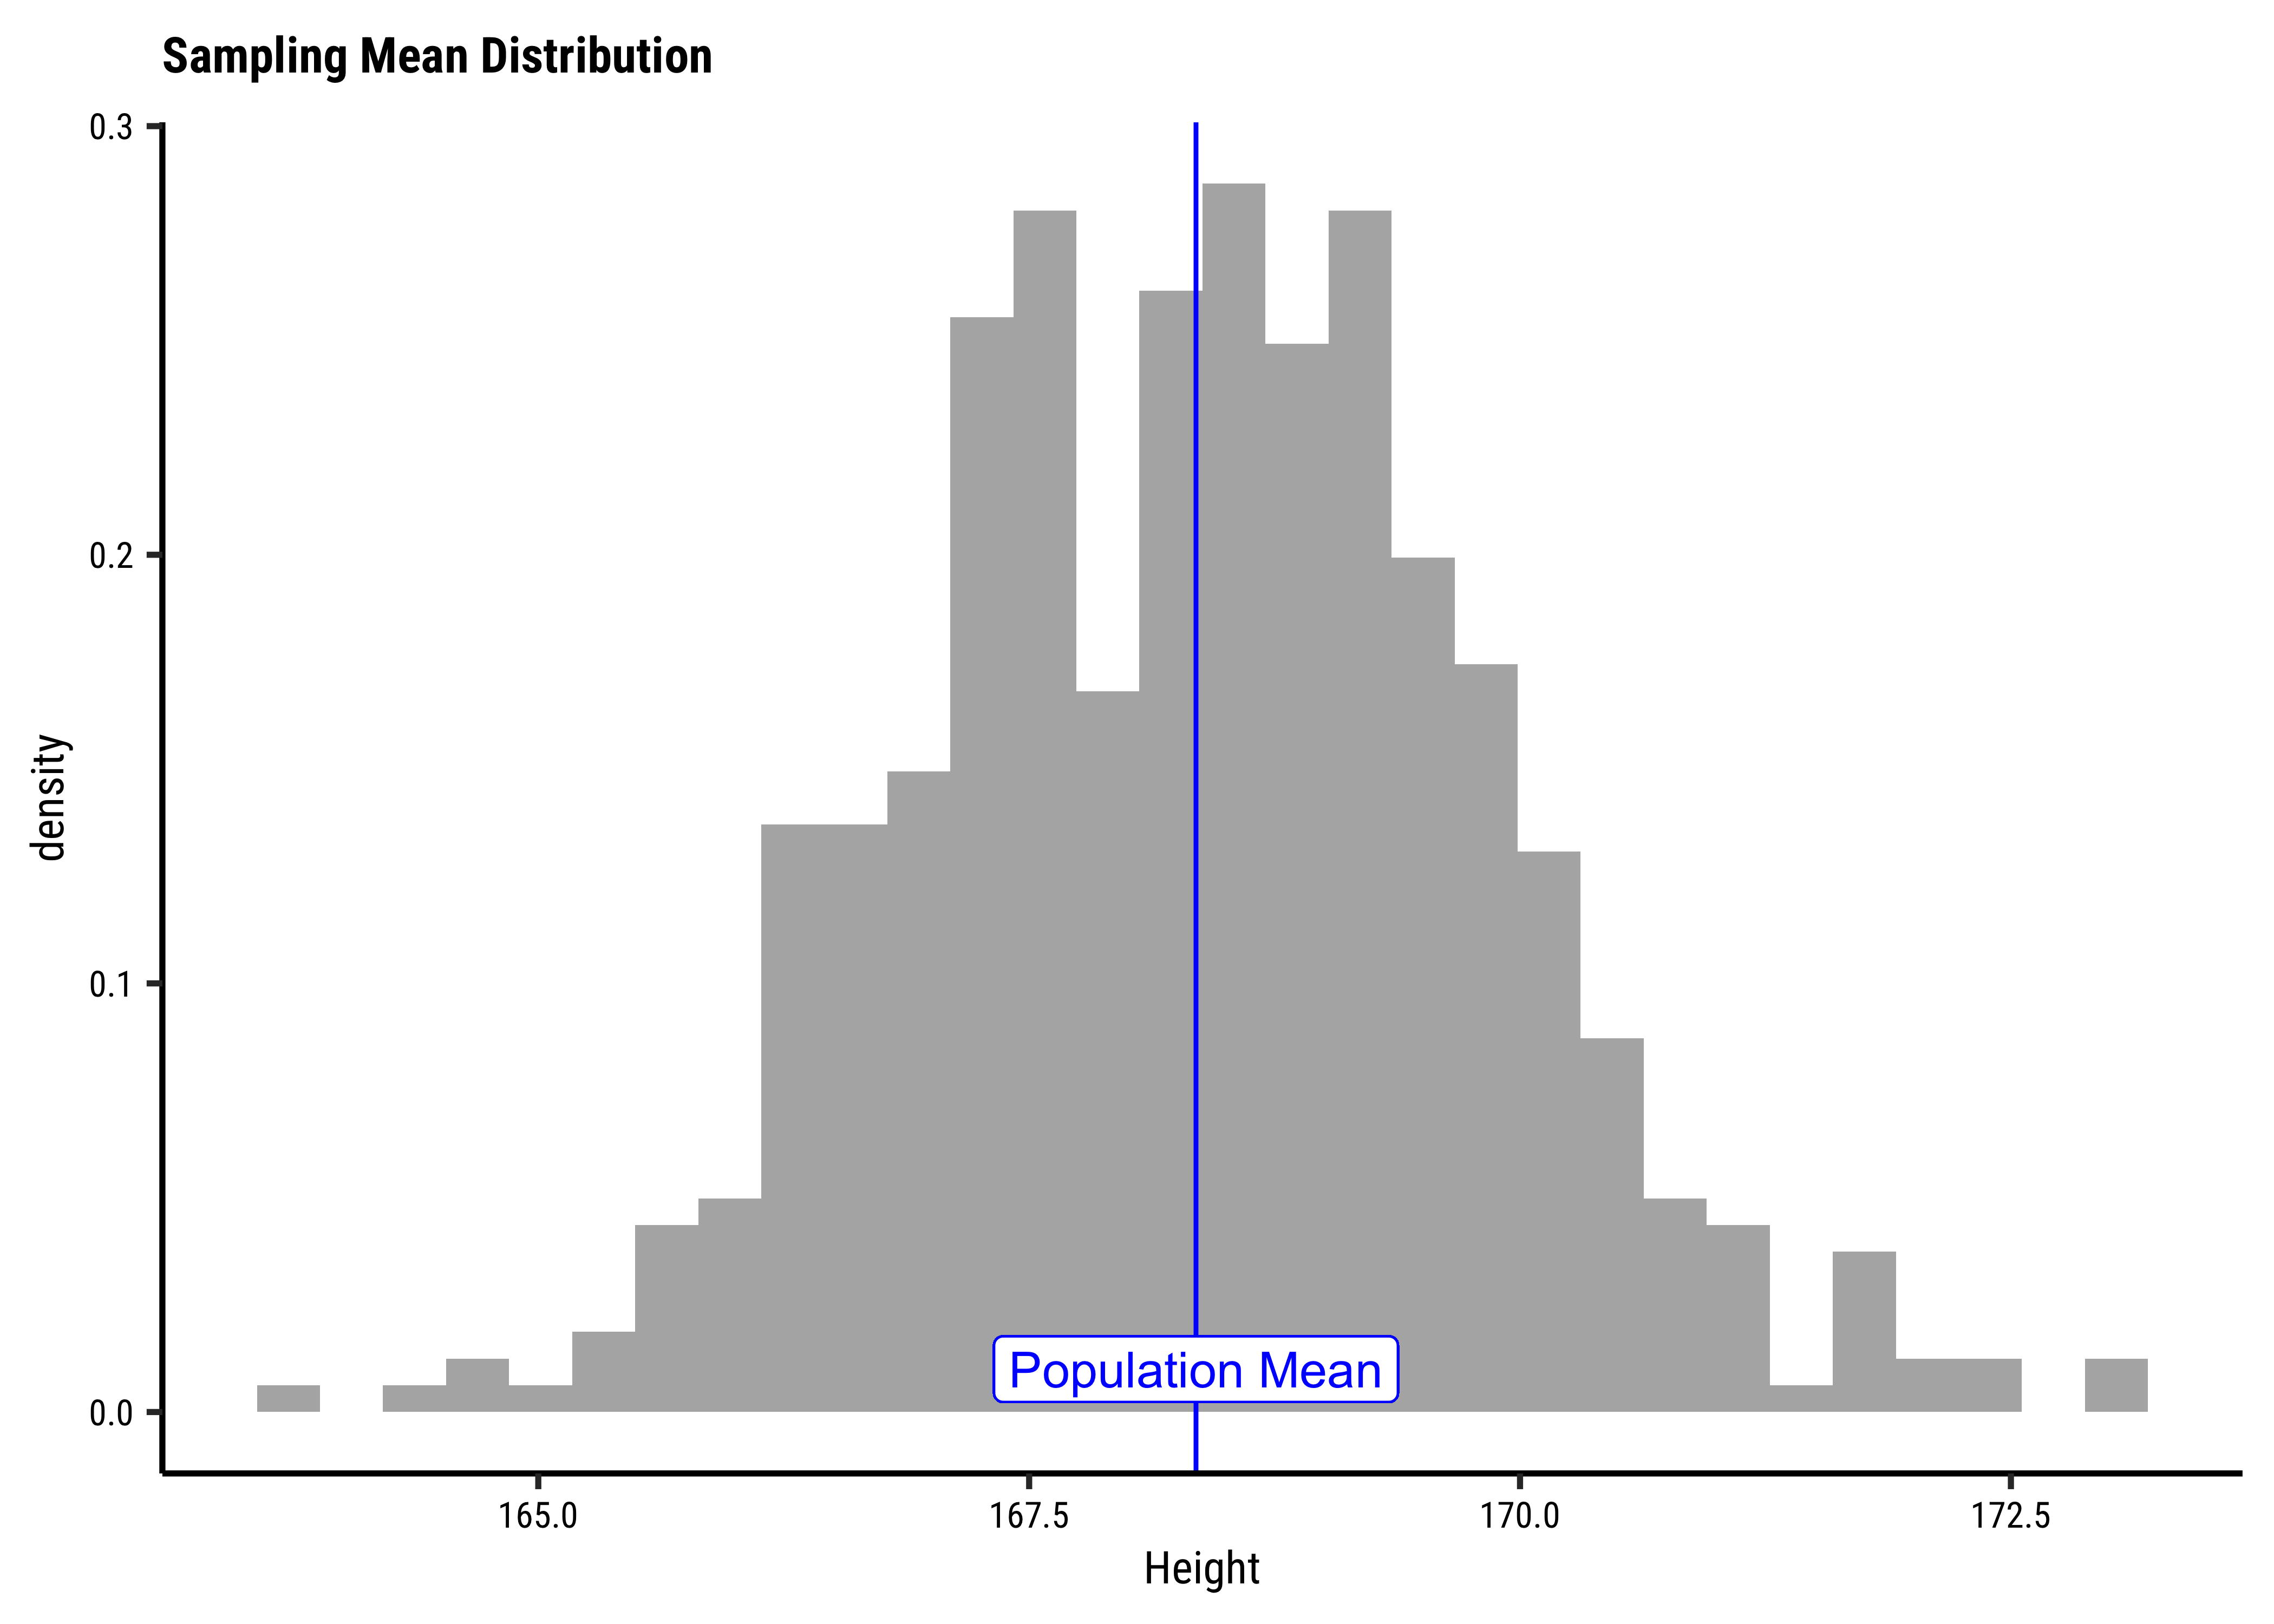 Sampling Mean Distribution
0.3
0.2
0.1
0.0
density
Population Mean
165.0 167.5 170.0 172.5
Height